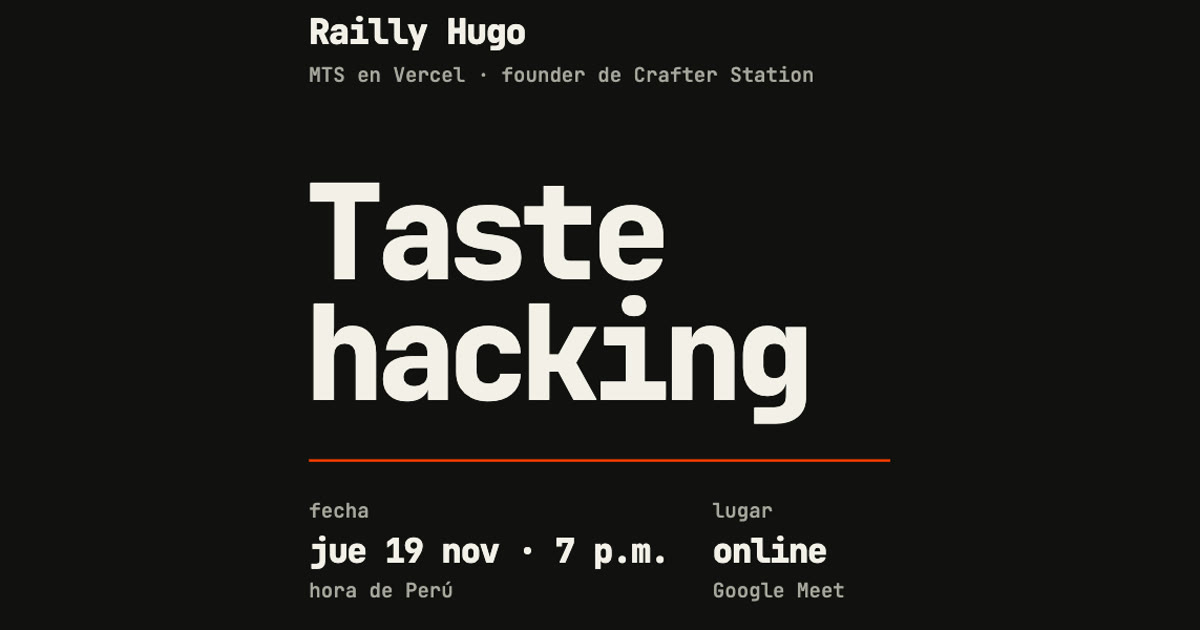 Railly Hugo
MTS en Vercel · founder de Crafter Station
Taste
hacking
fecha
jue 19 nov · 7 p.m.
hora de Perú
lugar
online
Google Meet